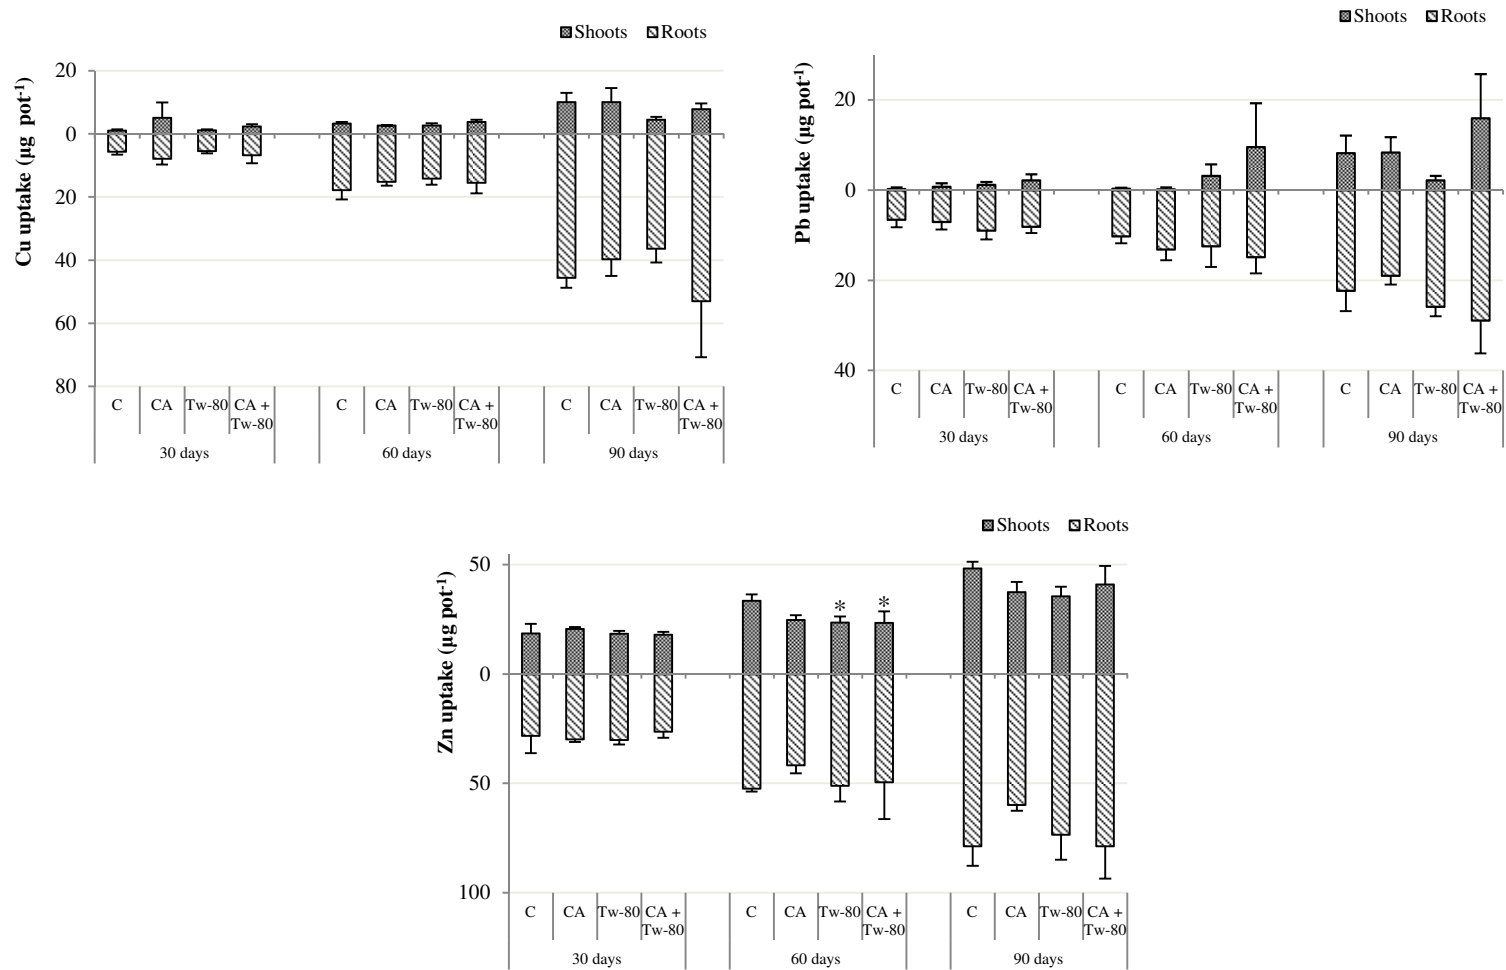 Shoots Roots
Cu uptake (µg pot-1)
20
0
20
40
60
80
C CA Tw-80 CA + Tw-80 C CA Tw-80 CA + Tw-80 C CA Tw-80 CA + Tw-80
30 days 60 days 90 days
Shoots Roots
Pb uptake (µg pot-1)
20
0
20
40
C CA Tw-80 CA + Tw-80 C CA Tw-80 CA + Tw-80 C CA Tw-80 CA + Tw-80
30 days 60 days 90 days
Shoots Roots
Zn uptake (µg pot-1)
50
0
50
100
* *
C CA Tw-80 CA + Tw-80 C CA Tw-80 CA + Tw-80 C CA Tw-80 CA + Tw-80
30 days 60 days 90 days